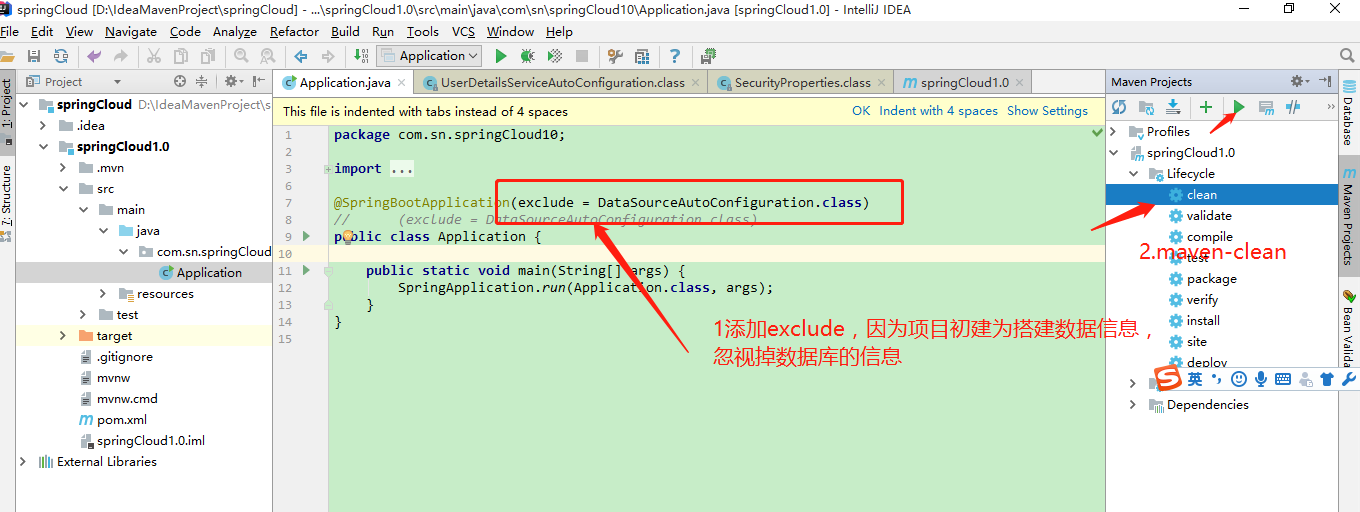 springCloud [D:\IdeaMavenProject\springCloud] - ...\springCloud1.0\src\main\java\com\sn\springCloud10\Application.java [springCloud1.0] - IntelliJ IDEA
File Edit View Navigate Code Analyze Refactor Build Run Tools VCS Window Help
Application
Project
Application.java
UserDetailsServiceAutoConfiguration.class
SecurityProperties.class
springCloud1.0
Maven Projects
1: Project
Z: Structure
springCloud D:\IdeaMavenProject\s
.idea
springCloud1.0
.mvn
src
main
java
com.sn.springCloud
Application
resources
test
target
.gitignore
mvnw
mvnw.cmd
pom.xml
springCloud1.0.iml
External Libraries
This file is indented with tabs instead of 4 spaces OK Indent with 4 spaces Show Settings
1 package com.sn.springCloud10;
2
3 import ...
6
7 @SpringBootApplication(exclude = DataSourceAutoConfiguration.class)
8 // (exclude = DataSourceAutoConfiguration.class)
9 public class Application {
10
11 public static void main(String[] args) {
12 SpringApplication.run(Application.class, args);
13 }
14 }
15
1添加exclude，因为项目初建为搭建数据信息，
忽视掉数据库的信息
Profiles
springCloud1.0
Lifecycle
clean
validate
compile
2.maven-clean
test
package
verify
install
site
deploy
英
Dependencies
Database
Maven Projects
Bean Valida